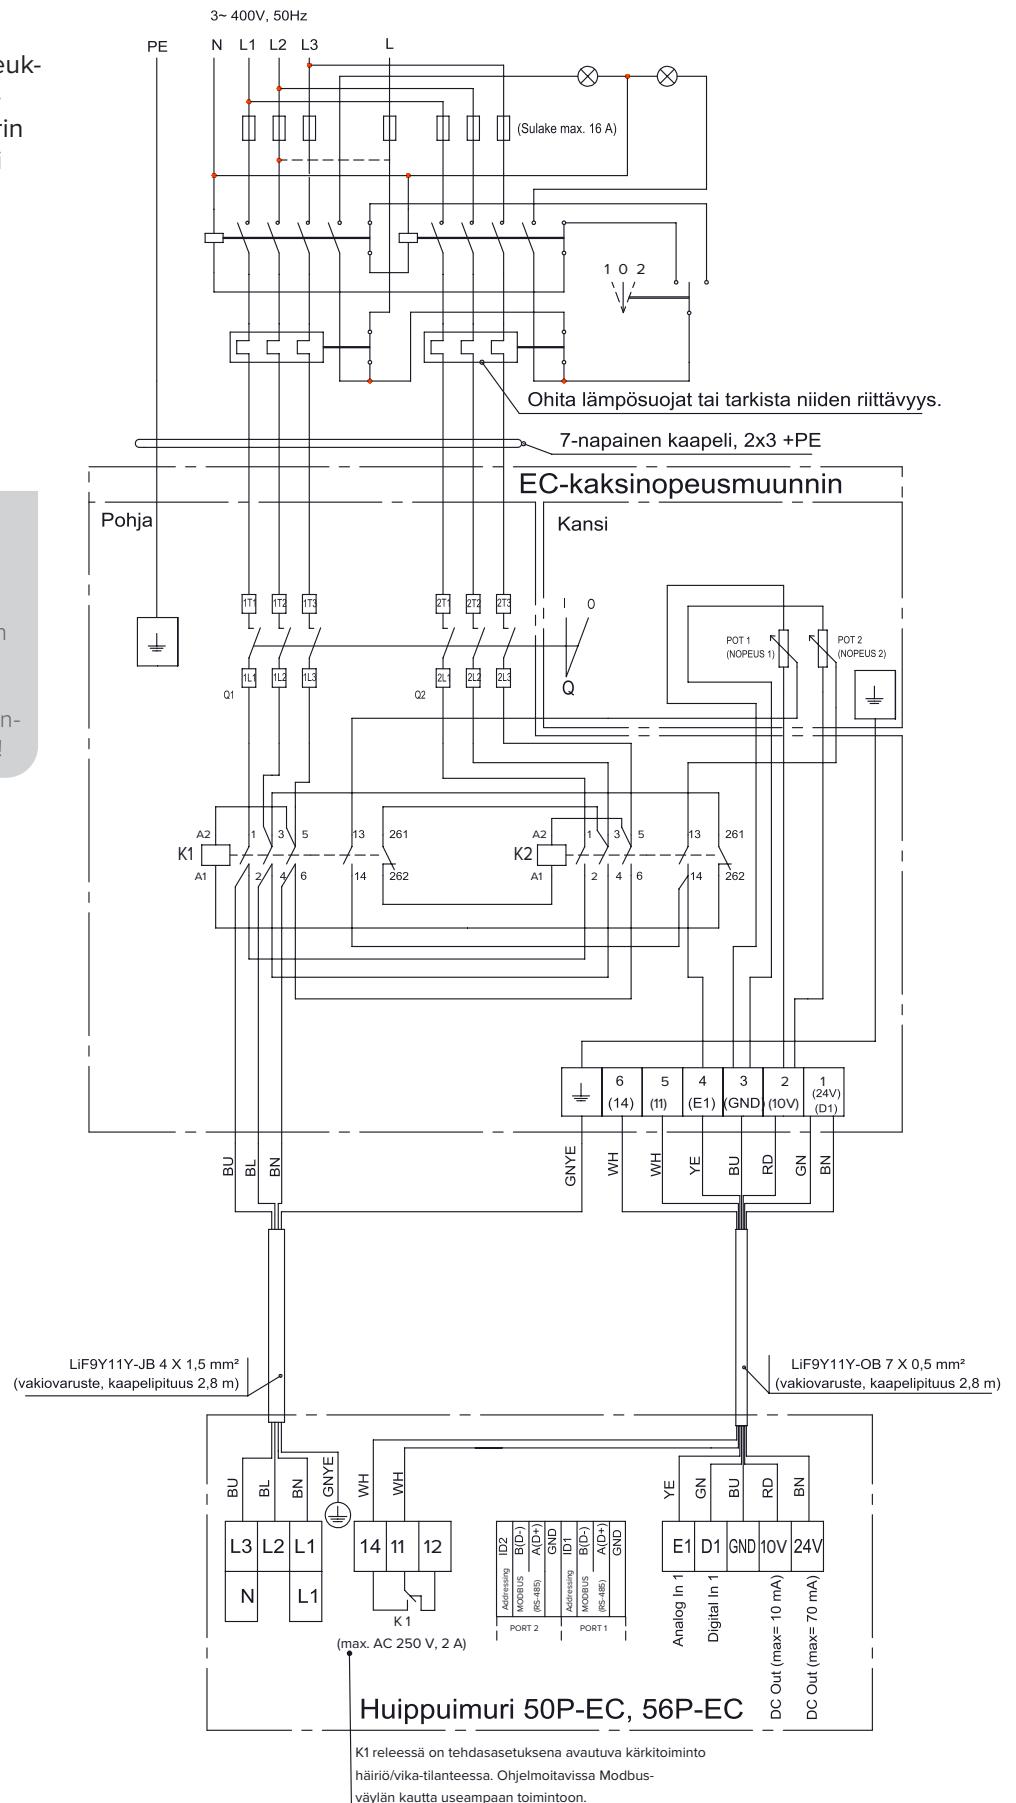 3~ 400V, 50Hz
PE N L1 L2 L3 L
euk-
rin
i
(Sulake max. 16 A)
1 0 2
Ohita lämpösuojat tai tarkista niiden riittävyys.
7-napainen kaapeli, 2x3 +PE
EC-kaksinopeusmuunnin
Pohja
Kansi
n
n-
!
1T1 1T2 1T3 2T1 2T2 2T3
I 0
POT 1
(NOPEUS 1)
POT 2
(NOPEUS 2)
1L1 1L2 1L3 2L1 2L2 2L3
Q1 Q2 Q
A2 1 3 5 13 261 A2 1 3 5 13 261
K1 K2
A1 2 4 6 14 262 A1 2 4 6 14 262
6 5 4 3 2 1
(14) (11) (E1) (GND) (10V) (24V)
(D1)
BU BL BN GNYE WH WH YE BU RD GN BN
LiF9Y11Y-JB 4 X 1,5 mm²
(vakiovaruste, kaapelipituus 2,8 m)
LiF9Y11Y-OB 7 X 0,5 mm²
(vakiovaruste, kaapelipituus 2,8 m)
BU BL BN GNYE WH WH YE GN BU RD BN
L3 L2 L1 14 11 12
N L1
ID2 B(D-) A(D+) GND ID1 B(D-) A(D+) GND
Addressing MODBUS (RS-485) Addressing MODBUS (RS-485)
PORT 2 PORT 1
E1 D1 GND 10V 24V
Analog In 1
Digital In 1
DC Out (max= 10 mA)
DC Out (max= 70 mA)
K1
(max. AC 250 V, 2 A)
Huippuimuri 50P-EC, 56P-EC
K1 releessä on tehdasasetuksena avautuva kärkitoiminto
häiriö/vika-tilanteessa. Ohjelmoitavissa Modbus-
väylän kautta useampaan toimintoon.